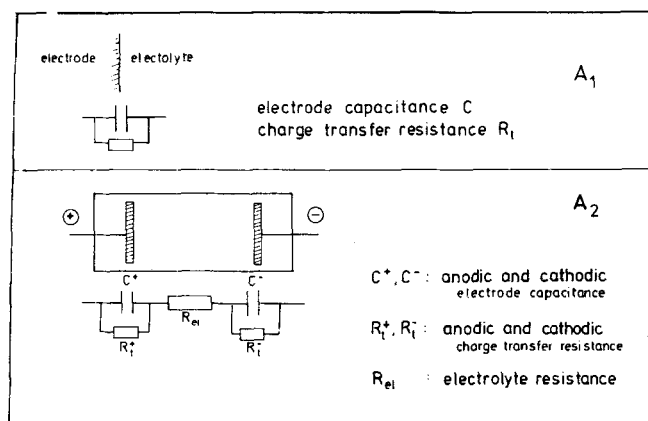 electrode electolyte
A₁
electrode capacitance C
charge transfer resistance Rₜ
A₂
⊕ ⊖
C⁺ C⁻
Rₑₗ
Rₜ⁺ Rₜ⁻
C⁺, C⁻ : anodic and cathodic
electrode capacitance
Rₜ⁺, Rₜ⁻ : anodic and cathodic
charge transfer resistance
Rₑₗ : electrolyte resistance